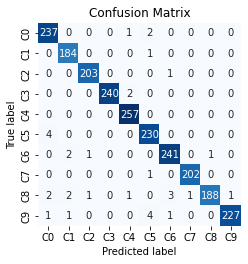 Confusion Matrix
C0 237 0 0 0 1 2 0 0 0 0
C1 0 184 0 0 0 1 0 0 0 0
C2 0 0 203 0 0 0 1 0 0 0
C3 0 0 0 240 2 0 0 0 0 0
C4 0 0 0 0 257 0 0 0 0 0
C5 4 0 0 0 0 230 0 0 0 0
C6 0 2 1 0 0 0 241 0 1 0
C7 0 0 0 0 0 1 0 202 0 0
C8 2 2 1 0 1 0 3 1 188 1
C9 1 1 0 0 0 4 1 0 0 227
C0 C1 C2 C3 C4 C5 C6 C7 C8 C9
Predicted label
True label